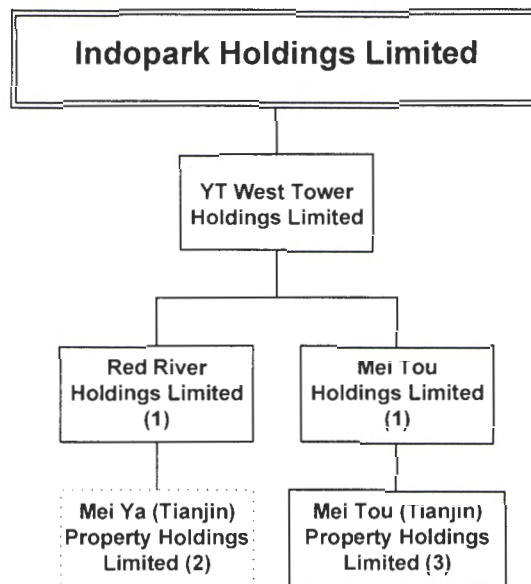 Indopark Holdings Limited
YT West Tower
Holdings Limited
Red River
Holdings Limited
(1)
Mei Tou
Holdings Limited
(1)
Mei Ya (Tianjin)
Property Holdings
Limited (2)
Mei Tou (Tianjin)
Property Holdings
Limited (3)